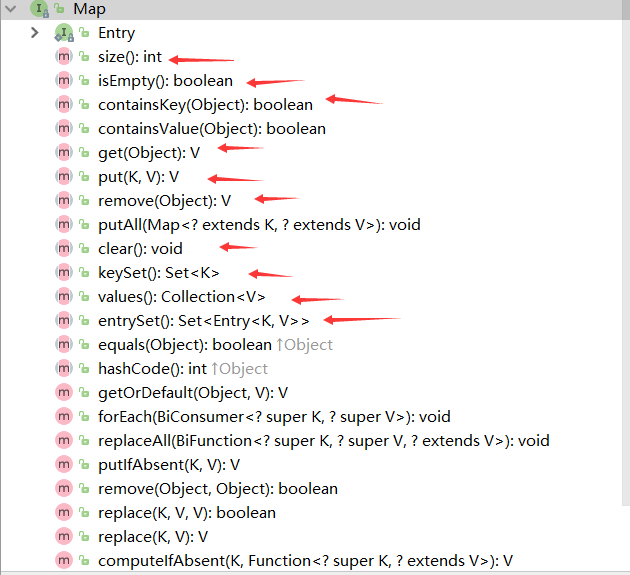 Map
Entry
size(): int
isEmpty(): boolean
containsKey(Object): boolean
containsValue(Object): boolean
get(Object): V
put(K, V): V
remove(Object): V
putAll(Map<? extends K, ? extends V>): void
clear(): void
keySet(): Set<K>
values(): Collection<V>
entrySet(): Set<Entry<K, V>>
equals(Object): boolean ↑Object
hashCode(): int ↑Object
getOrDefault(Object, V): V
forEach(BiConsumer<? super K, ? super V>): void
replaceAll(BiFunction<? super K, ? super V, ? extends V>): void
putIfAbsent(K, V): V
remove(Object, Object): boolean
replace(K, V, V): boolean
replace(K, V): V
computeIfAbsent(K, Function<? super K, ? extends V>): V